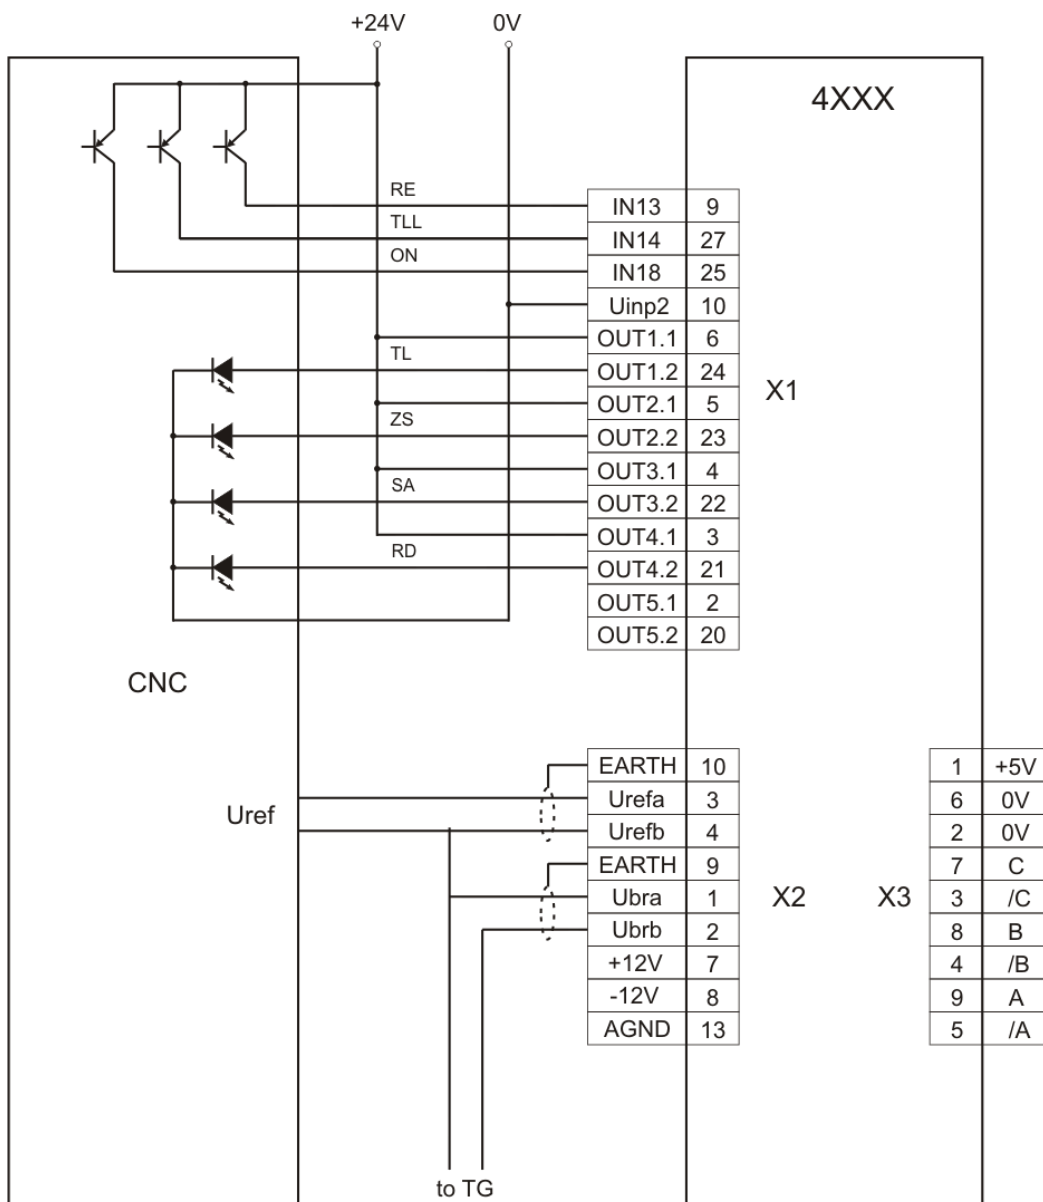 +24V 0V
4XXX
RE IN13 9
TLL IN14 27
ON IN18 25
Uinp2 10
OUT1.1 6
TL OUT1.2 24
X1
OUT2.1 5
ZS OUT2.2 23
OUT3.1 4
SA OUT3.2 22
OUT4.1 3
RD OUT4.2 21
OUT5.1 2
OUT5.2 20
CNC
EARTH 10 1 +5V
Uref Urefa 3 6 0V
Urefb 4 2 0V
EARTH 9 7 C
Ubra 1 X2 X3 3 /C
Ubrb 2 8 B
+12V 7 4 /B
-12V 8 9 A
AGND 13 5 /A
to TG